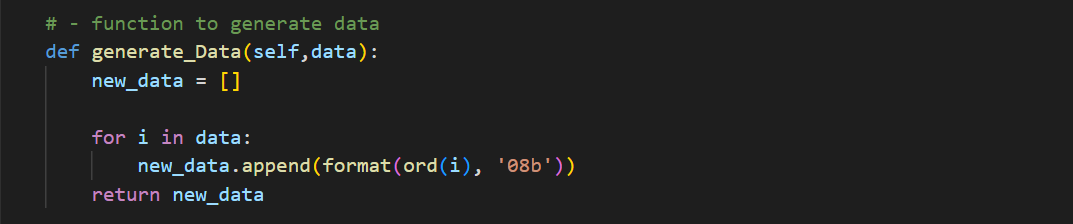 # - function to generate data
def generate_Data(self,data):
    new_data = []

    for i in data:
        new_data.append(format(ord(i), '08b'))
    return new_data